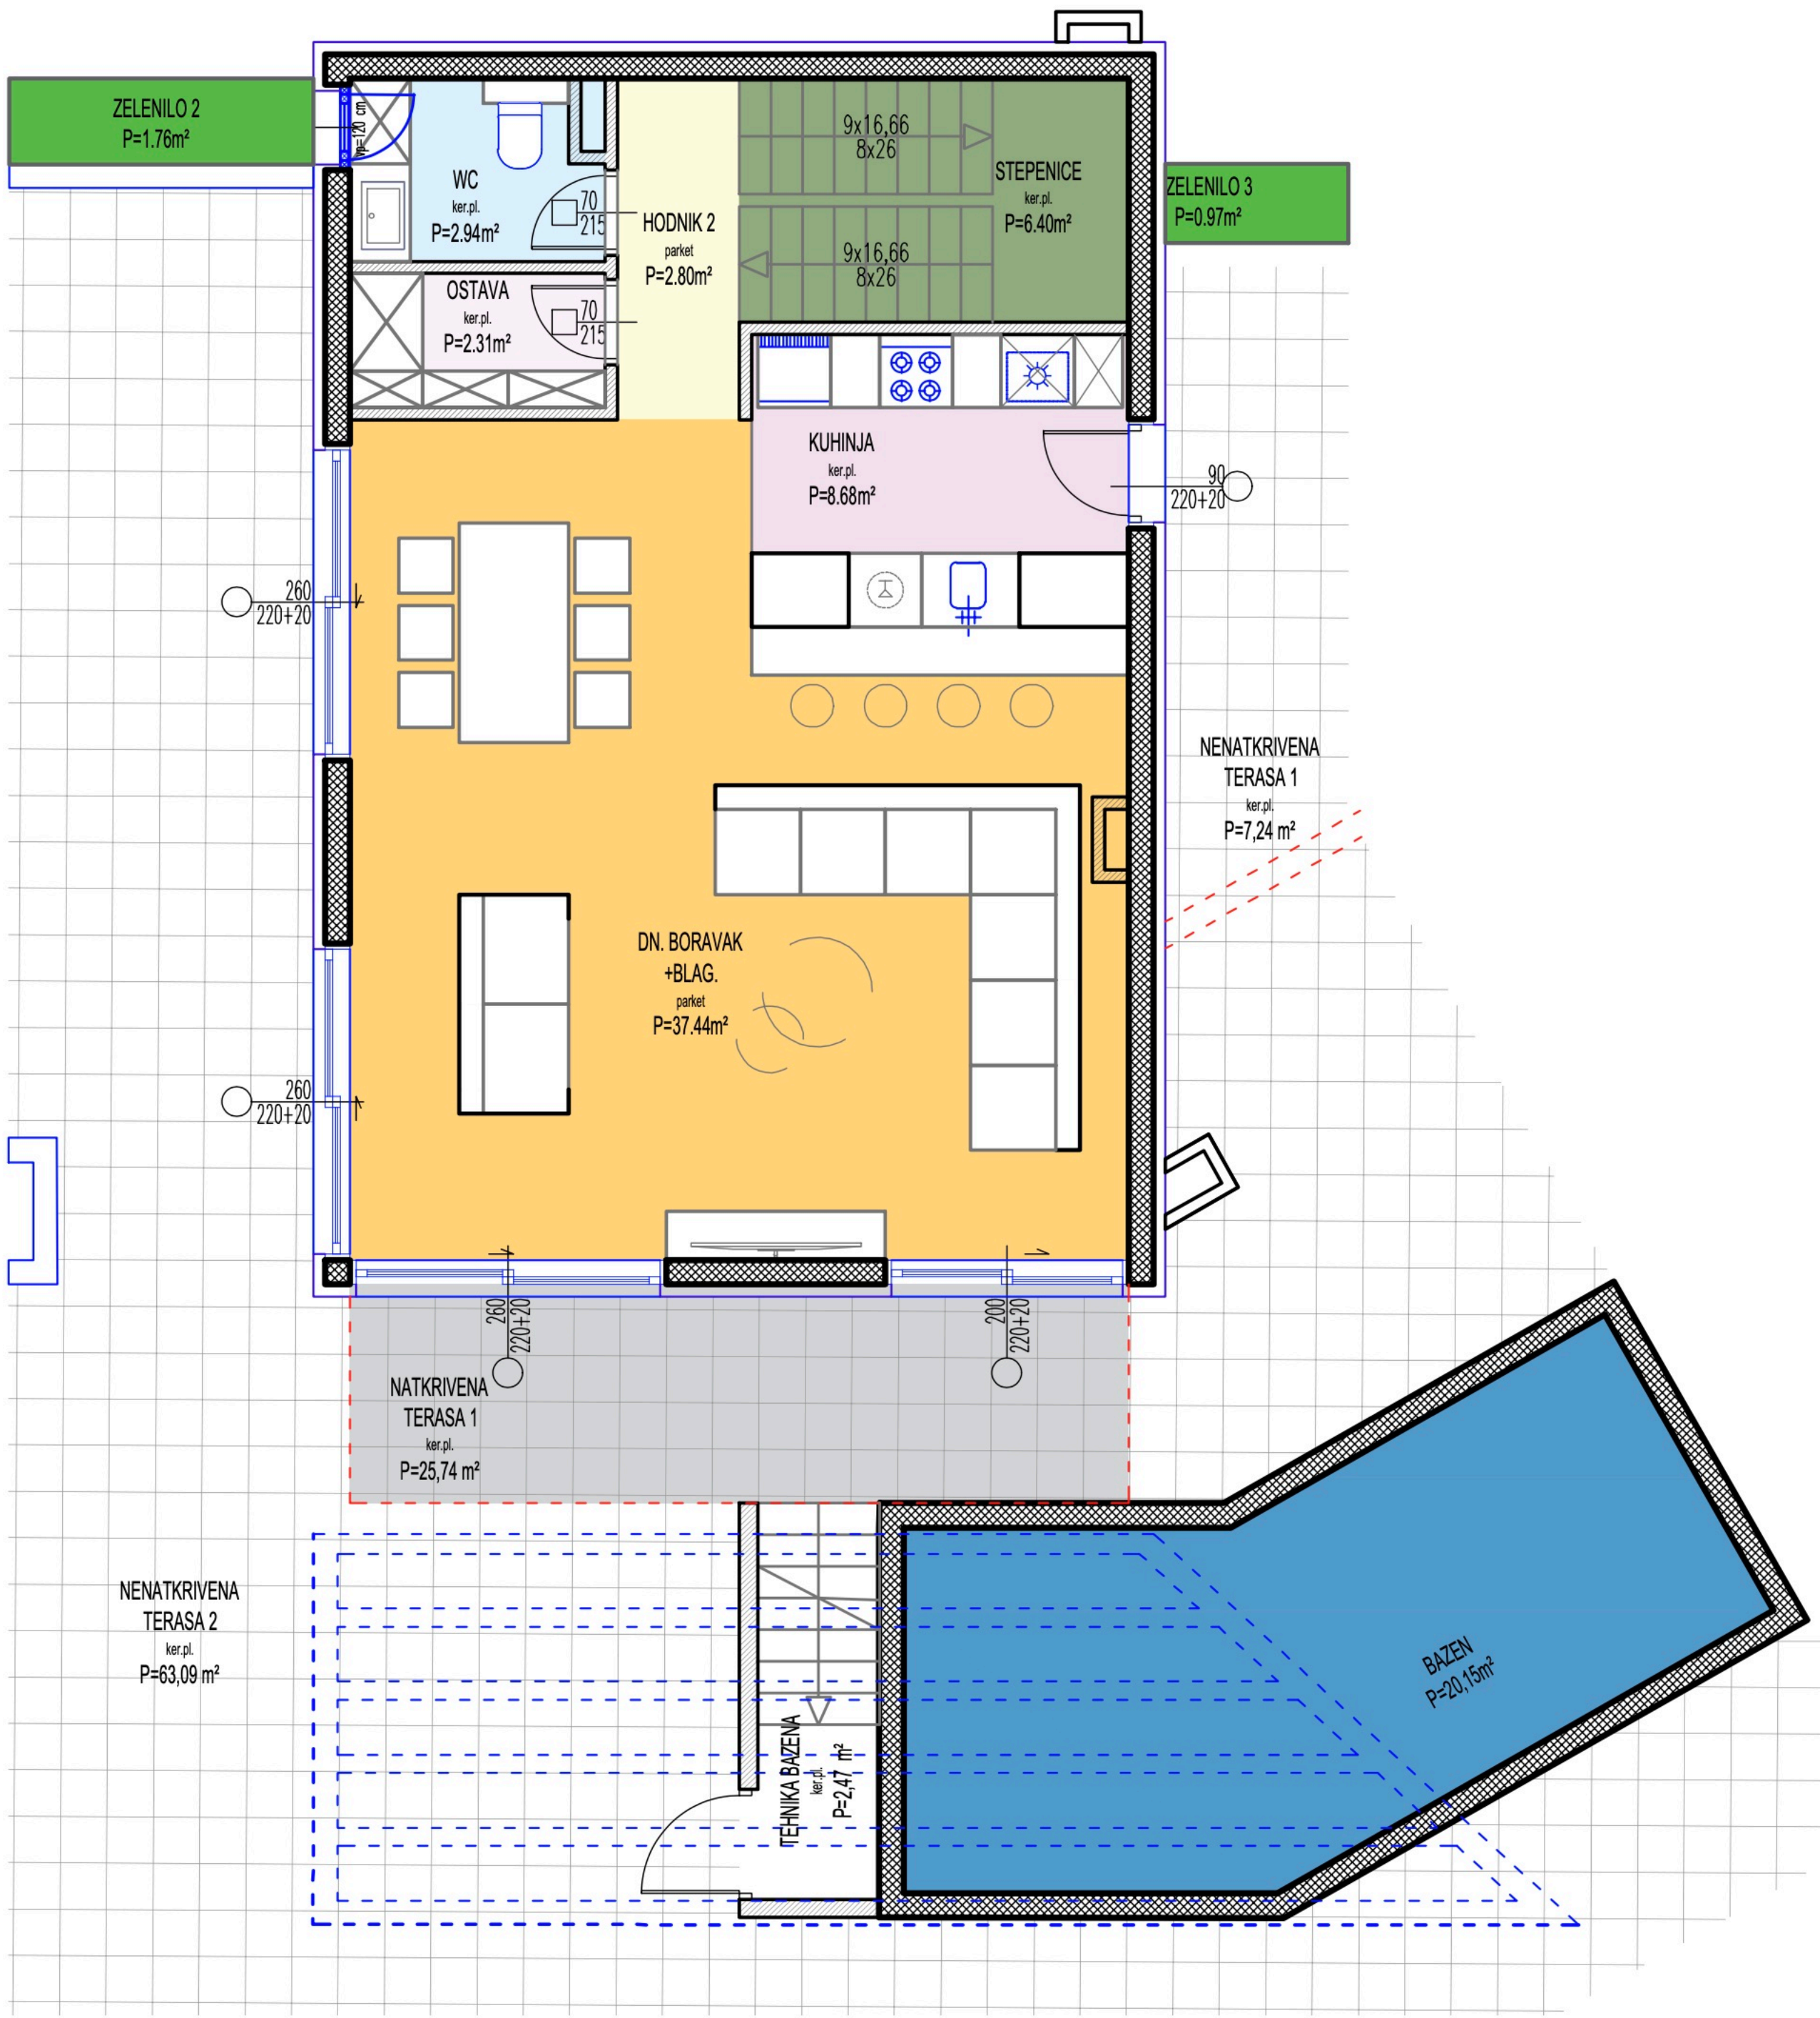 ZELENILO 2
P=1.76m²
vp=120 cm
WC
ker.pl.
P=2.94m²
70
215
HODNIK 2
parket
P=2.80m²
9x16,66
8x26
9x16,66
8x26
STEPENICE
ker.pl.
P=6.40m²
ZELENILO 3
P=0.97m²
OSTAVA
ker.pl.
P=2.31m²
70
215
KUHINJA
ker.pl.
P=8.68m²
90
220+20
260
220+20
NENATKRIVENA
TERASA 1
ker.pl.
P=7,24 m²
DN. BORAVAK
+BLAG.
parket
P=37.44m²
260
220+20
260
220+20
200
220+20
NATKRIVENA
TERASA 1
ker.pl.
P=25,74 m²
NENATKRIVENA
TERASA 2
ker.pl.
P=63,09 m²
TEHNIKA BAZENA
ker.pl.
P=2,47 m²
BAZEN
P=20,15m²